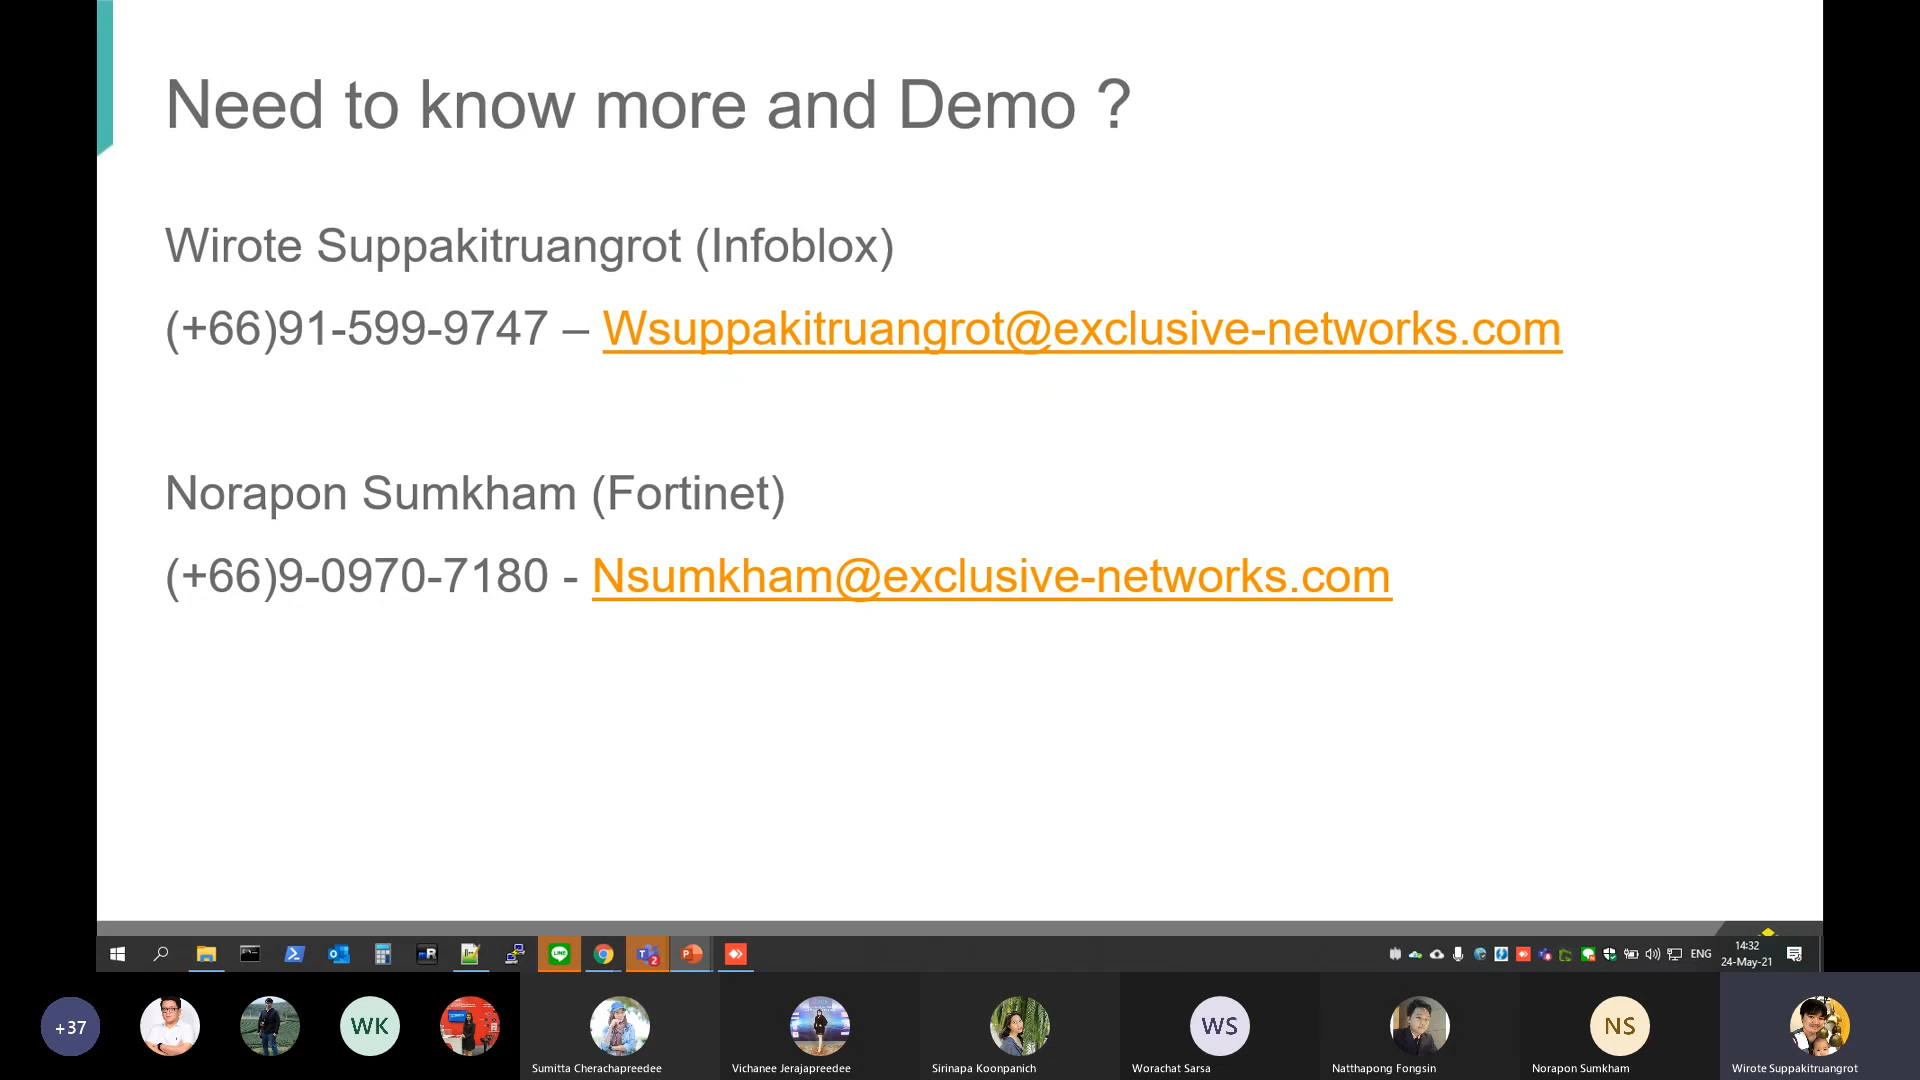 Need to know more and Demo ?
Wirote Suppakitruangrot (Infoblox)
(+66)91-599-9747 – Wsuppakitruangrot@exclusive-networks.com
Norapon Sumkham (Fortinet)
(+66)9-0970-7180 - Nsumkham@exclusive-networks.com
ENG
14:32
24-May-21
+37
WK
WS
NS
Sumitta Cherachapreedee
Vichanee Jerajapreedee
Sirinapa Koonpanich
Worachat Sarsa
Natthapong Fongsin
Norapon Sumkham
Wirote Suppakitruangrot